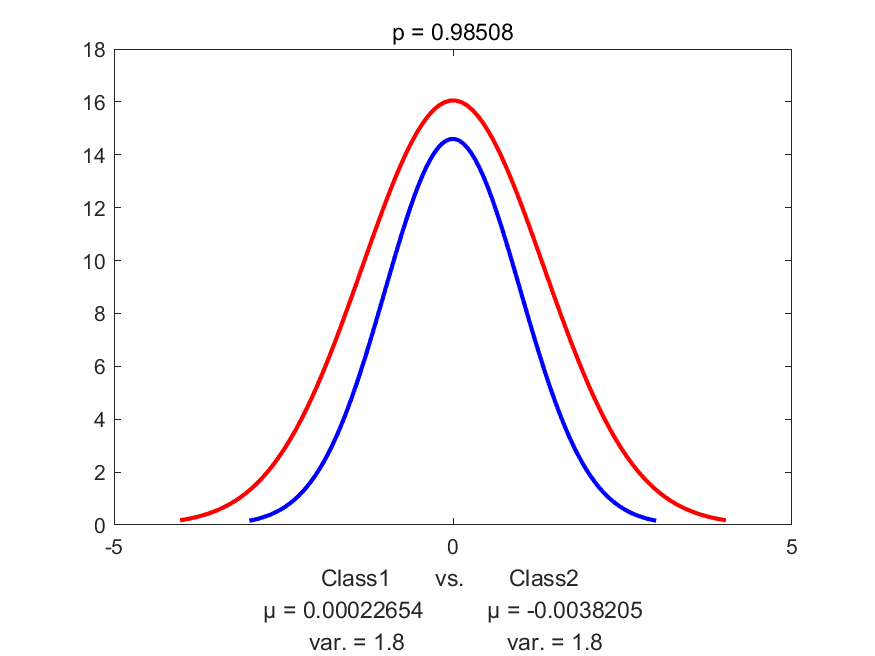 p = 0.98508
18
16
14
12
10
8
6
4
2
0
-5 0 5
Class1 vs. Class2
μ = 0.00022654 μ = -0.0038205
var. = 1.8 var. = 1.8